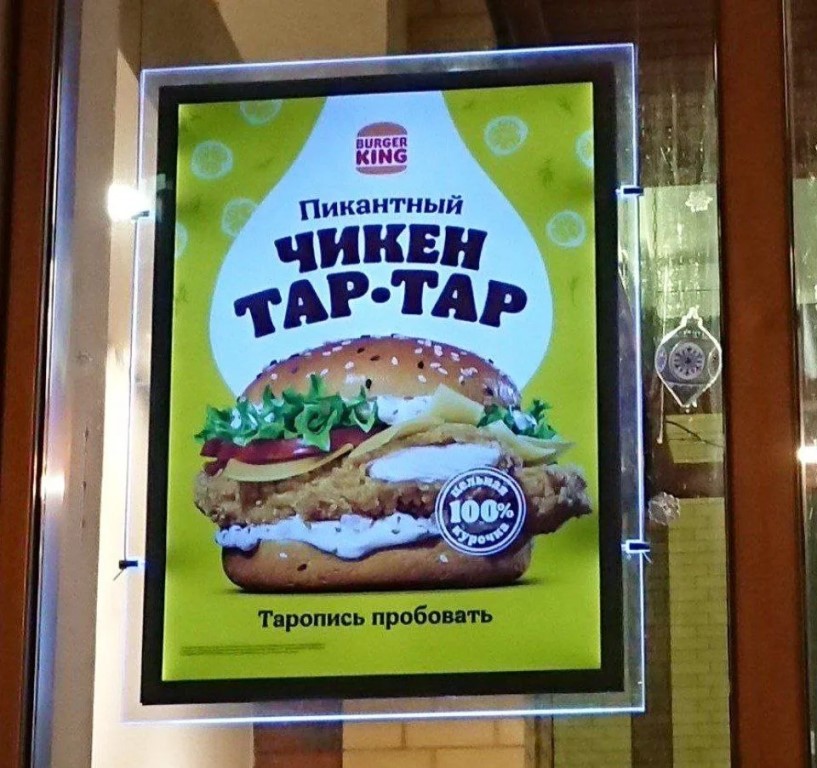 BURGER
KING
Пикантный
ЧИКЕН
ТАР•ТАР
цельная
100%
курочка
Таропись пробовать